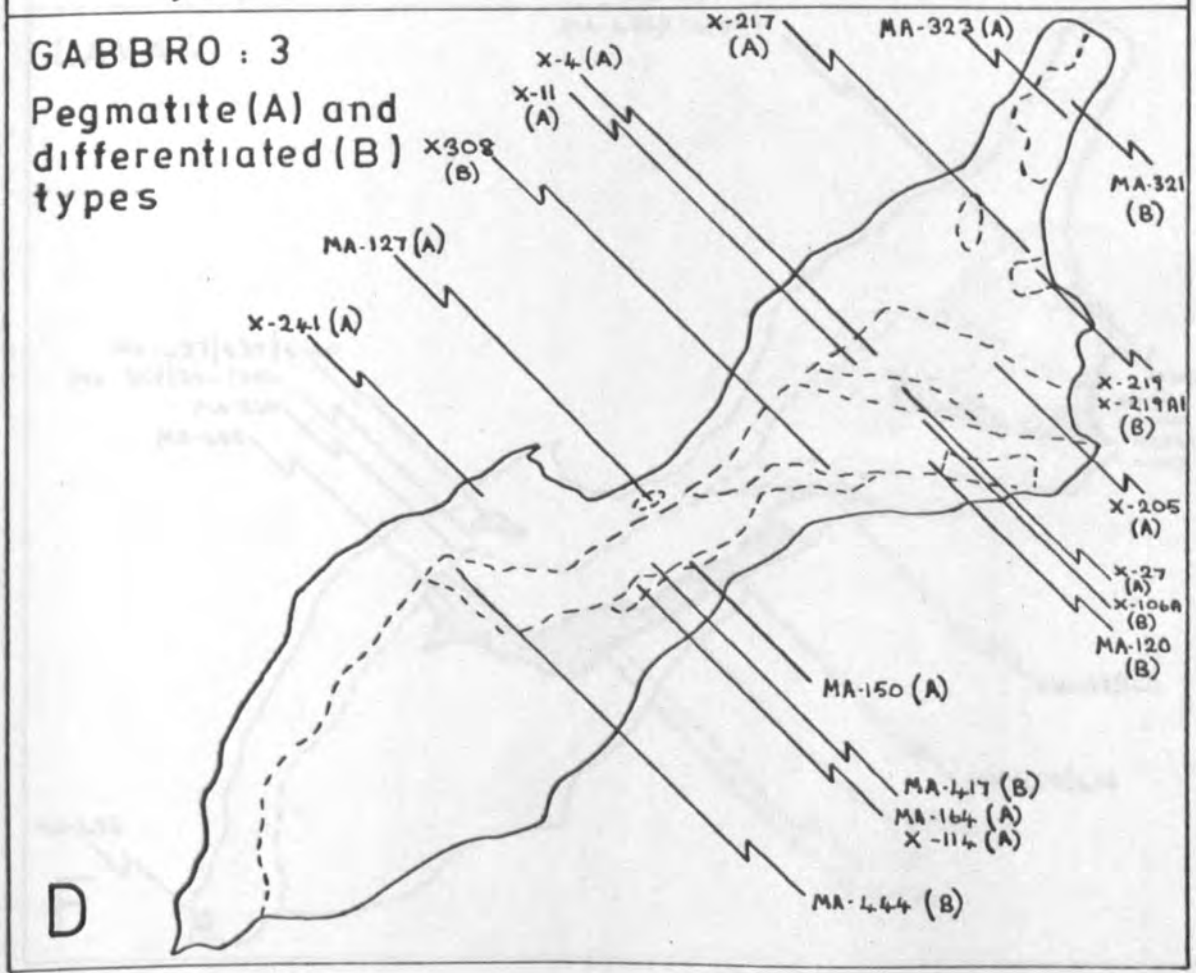 GABBRO : 3
Pegmatite (A) and
differentiated (B)
types
X-217
(A)
MA-323 (A)
X-4 (A)
X-11
(A)
X308
(B)
MA-321
(B)
MA-127 (A)
X-241 (A)
X-219
X-219A1
(B)
X-205
(A)
X-27
(A)
X-106A
(B)
MA-120
(B)
MA-150 (A)
MA-417 (B)
MA-164 (A)
X-114 (A)
MA-444 (B)
D